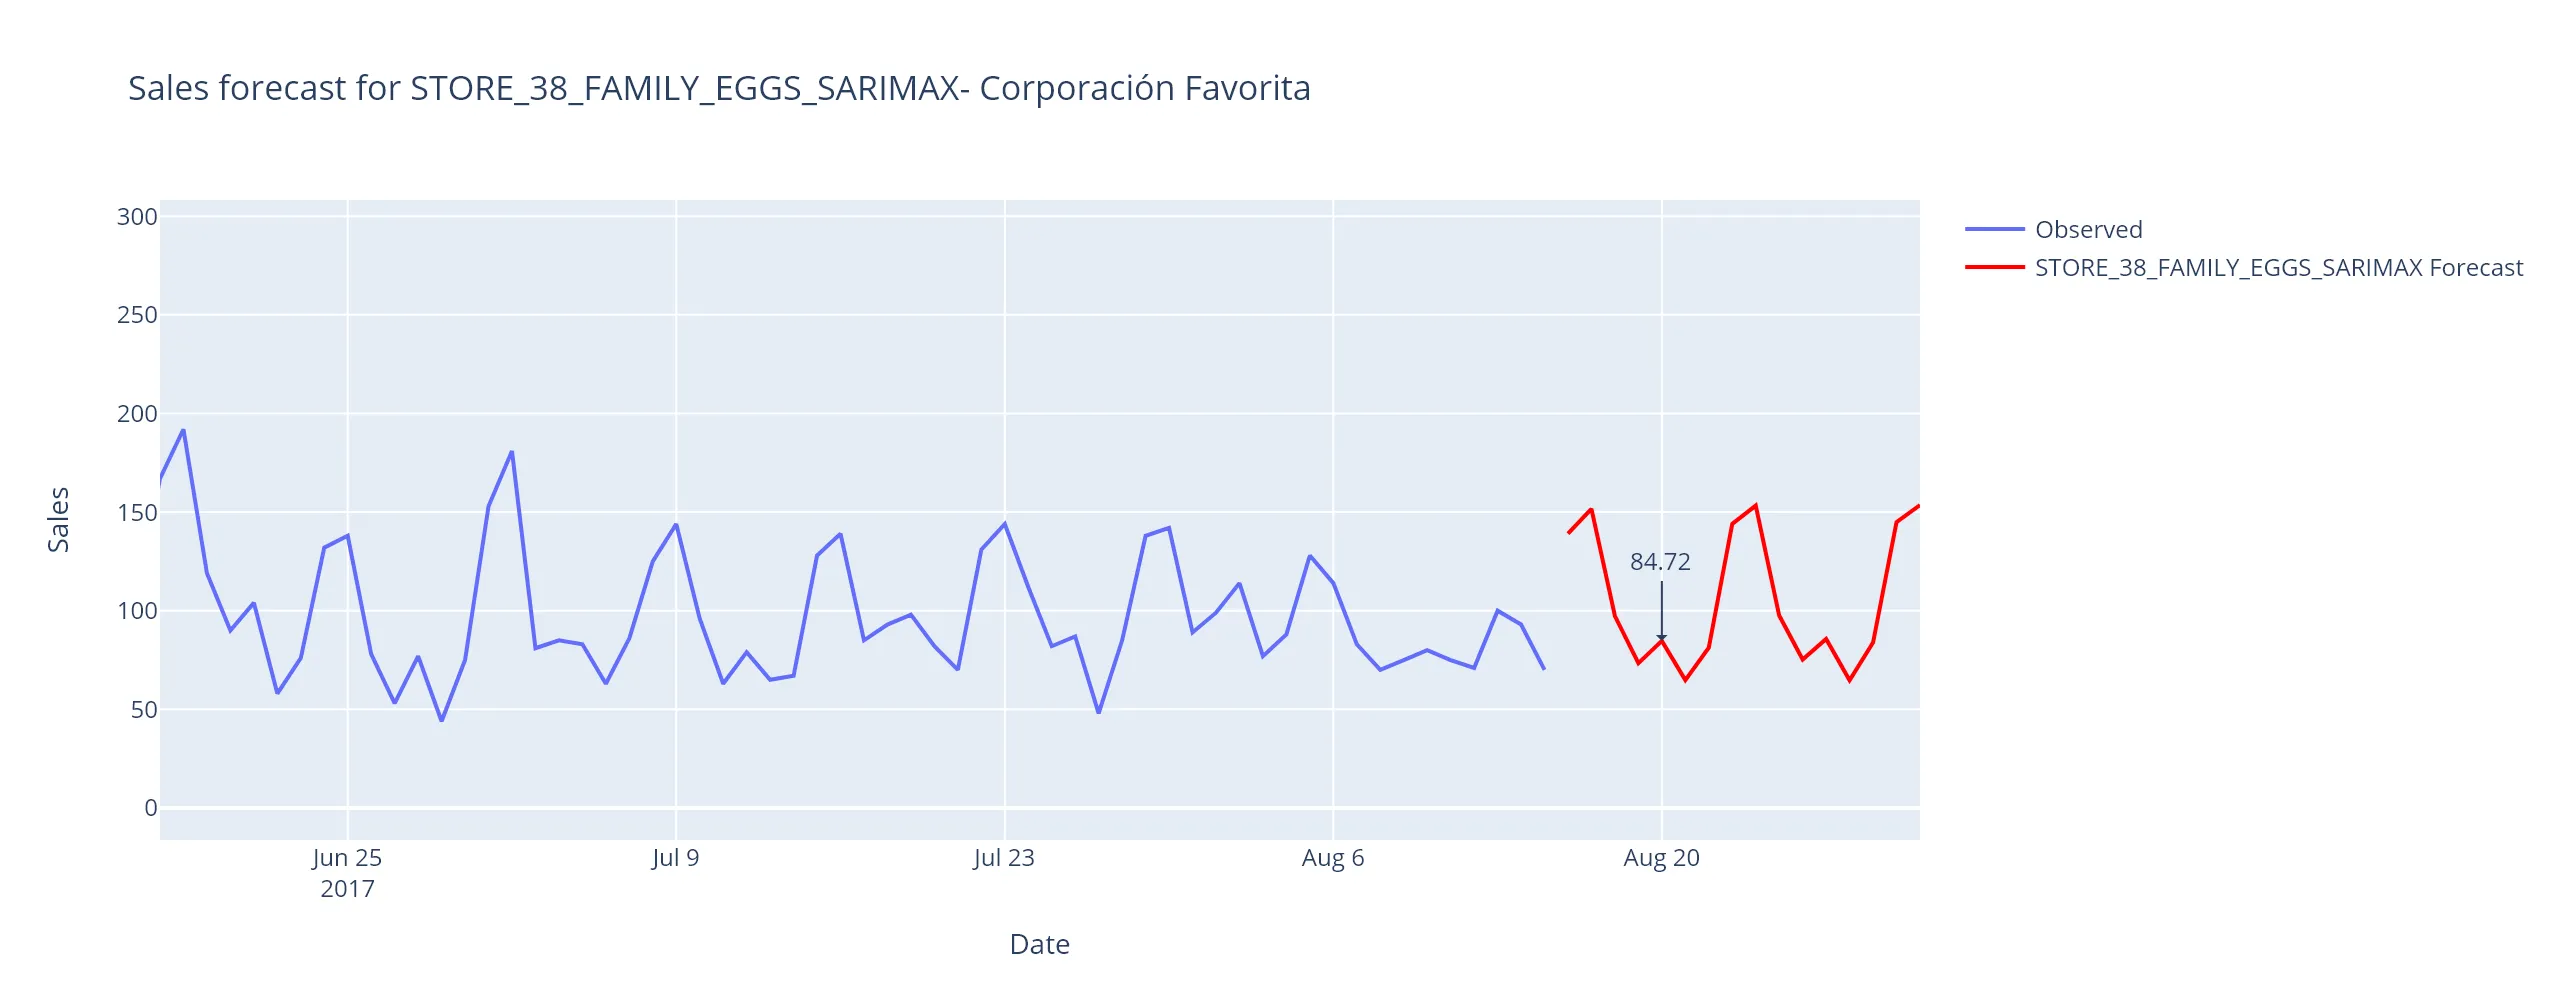 Sales forecast for STORE_38_FAMILY_EGGS_SARIMAX- Corporación Favorita
300
250
200
150
100
50
0
Sales
84.72
Jun 25
2017
Jul 9
Jul 23
Aug 6
Aug 20
Date
Observed
STORE_38_FAMILY_EGGS_SARIMAX Forecast